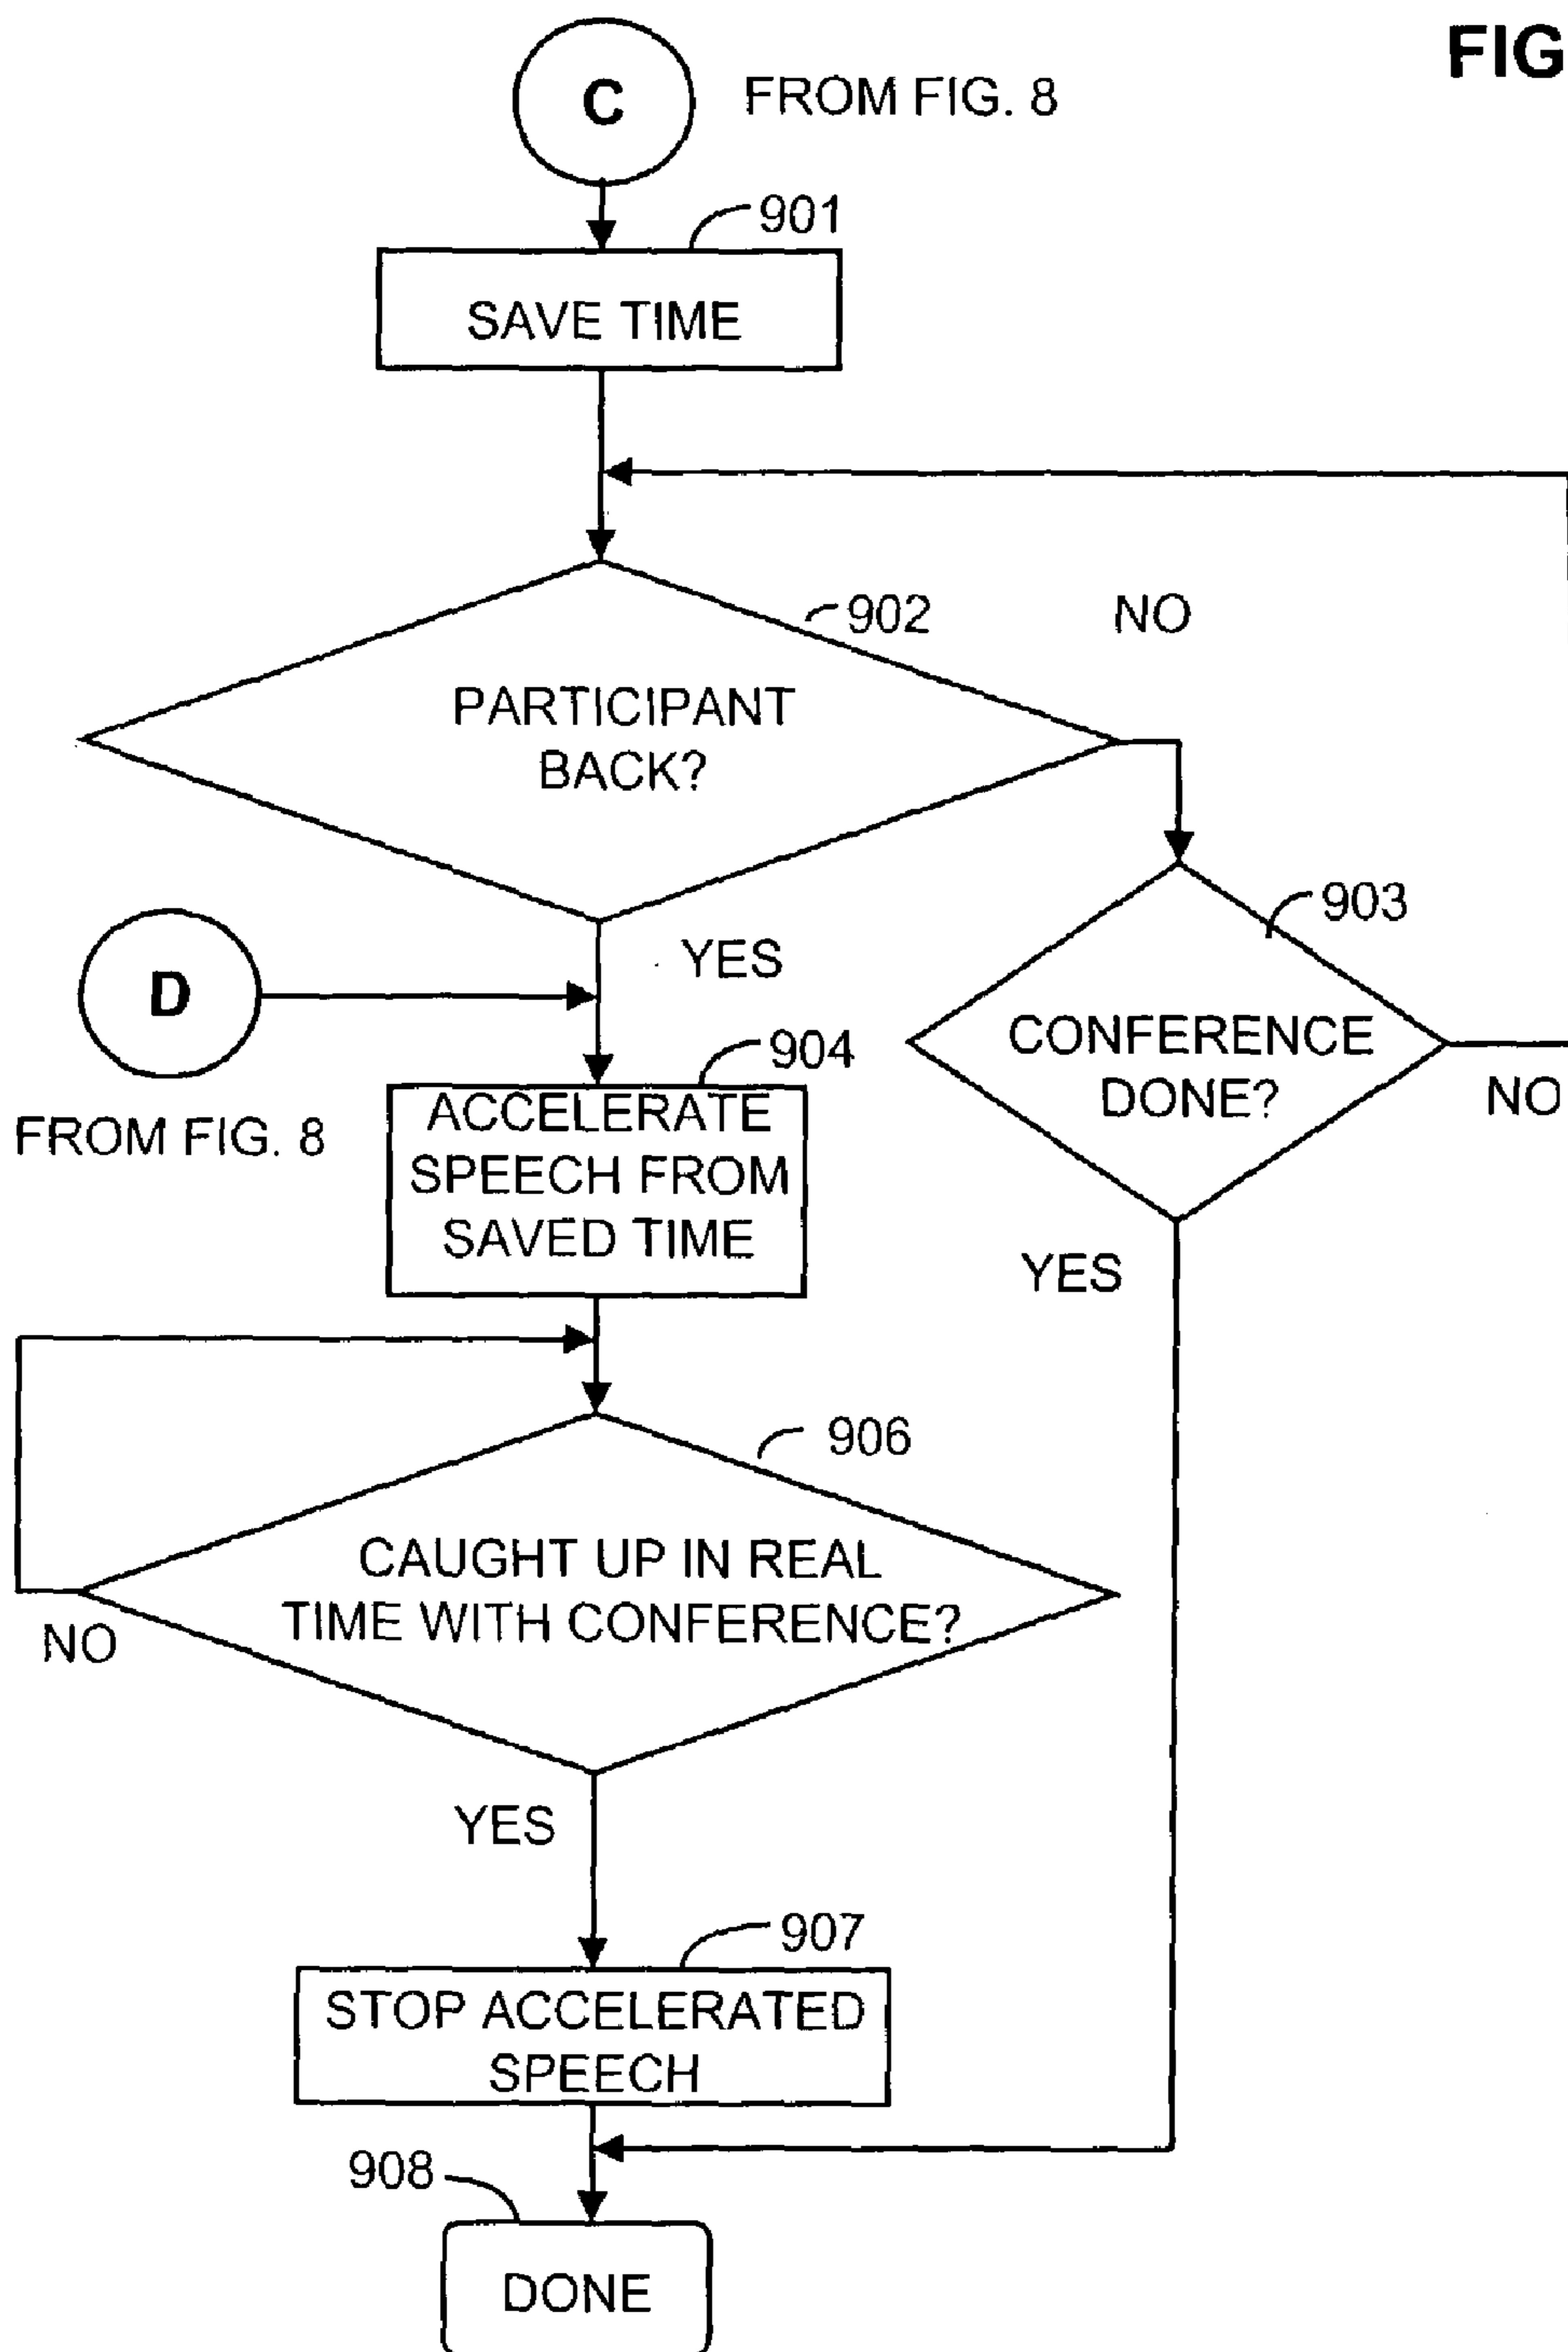 FIG
C FROM FIG. 8
901
SAVE TIME
902
NO
PARTICIPANT
BACK?
903
YES
D
CONFERENCE
DONE?
NO
904
FROM FIG. 8
ACCELERATE
SPEECH FROM
SAVED TIME
YES
906
CAUGHT UP IN REAL
TIME WITH CONFERENCE?
NO
YES
907
STOP ACCELERATED
SPEECH
908
DONE